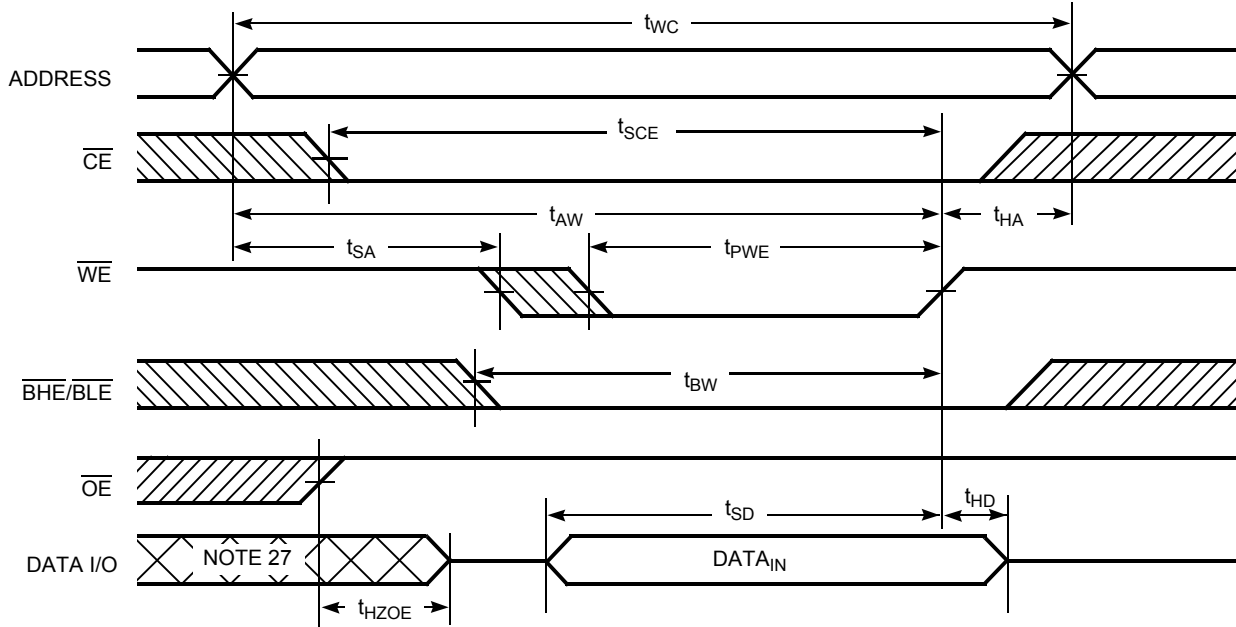 tWC
ADDRESS
tSCE
CE
tAW
tHA
tSA
tPWE
WE
tBW
BHE/BLE
OE
tSD
tHD
DATA I/O
NOTE 27
DATAIN
tHZOE